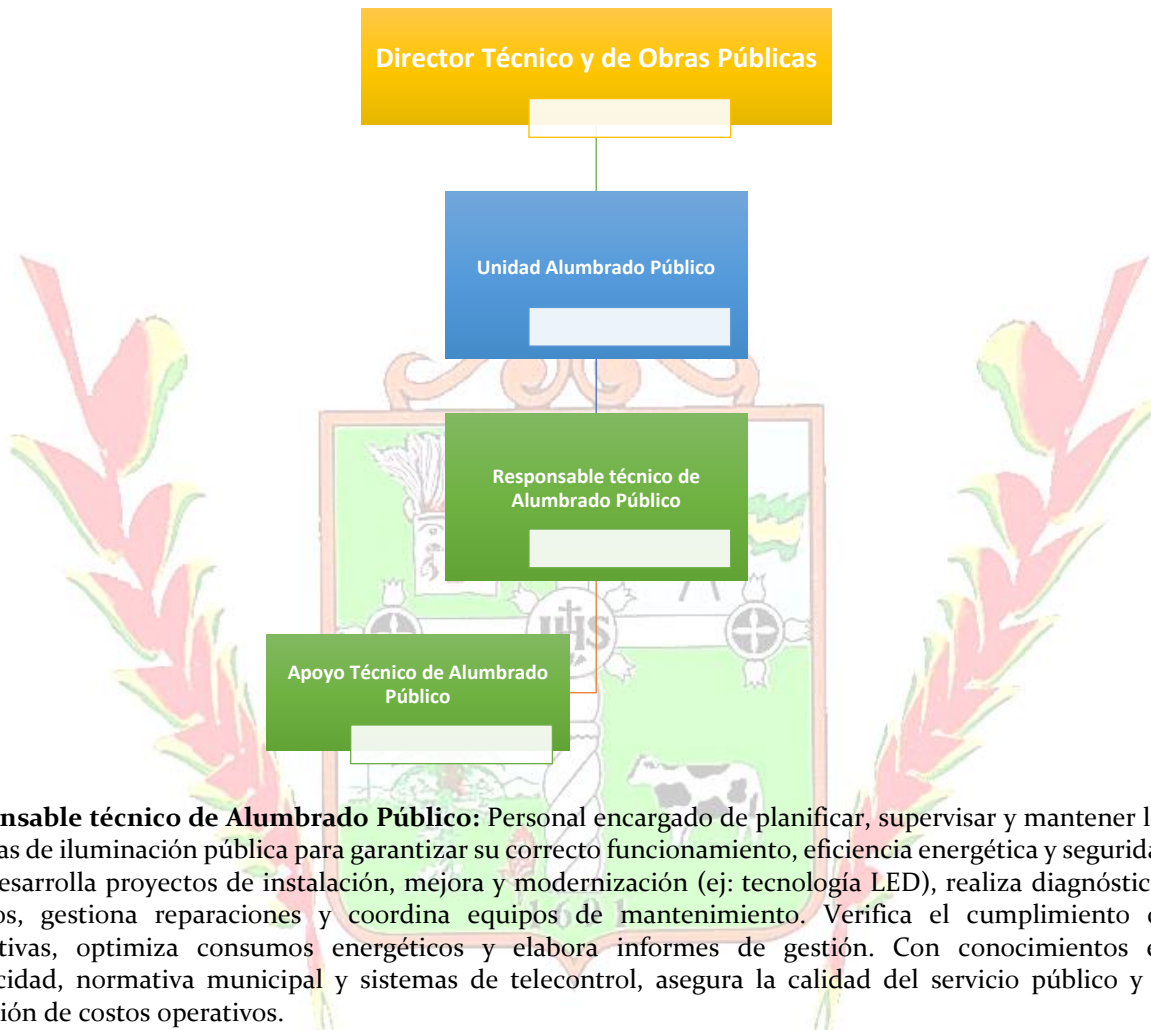 Director Técnico y de Obras Públicas
Unidad Alumbrado Público
Responsable técnico de
Alumbrado Público
IHS
Apoyo Técnico de Alumbrado
Público
nsable técnico de Alumbrado Público: Personal encargado de planificar, supervisar y mantener l
as de iluminación pública para garantizar su correcto funcionamiento, eficiencia energética y segurida
esarrolla proyectos de instalación, mejora y modernización (ej: tecnología LED), realiza diagnóstic
os, gestiona reparaciones y coordina equipos de mantenimiento. Verifica el cumplimiento d
tivas, optimiza consumos energéticos y elabora informes de gestión. Con conocimientos e
cidad, normativa municipal y sistemas de telecontrol, asegura la calidad del servicio público y
ión de costos operativos.
1601